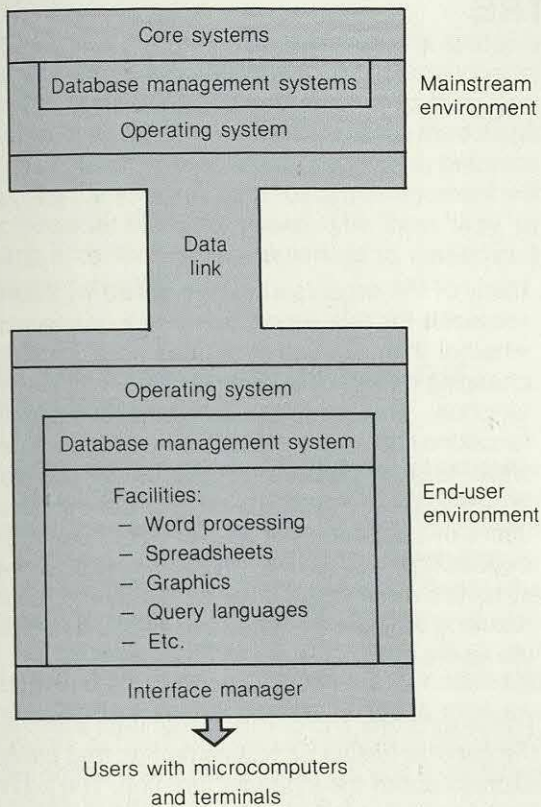 Core systems
Database management systems
Mainstream
environment
Operating system
Data
link
Operating system
Database management system
Facilities:
– Word processing
– Spreadsheets
– Graphics
– Query languages
– Etc.
End-user
environment
Interface manager
Users with microcomputers
and terminals